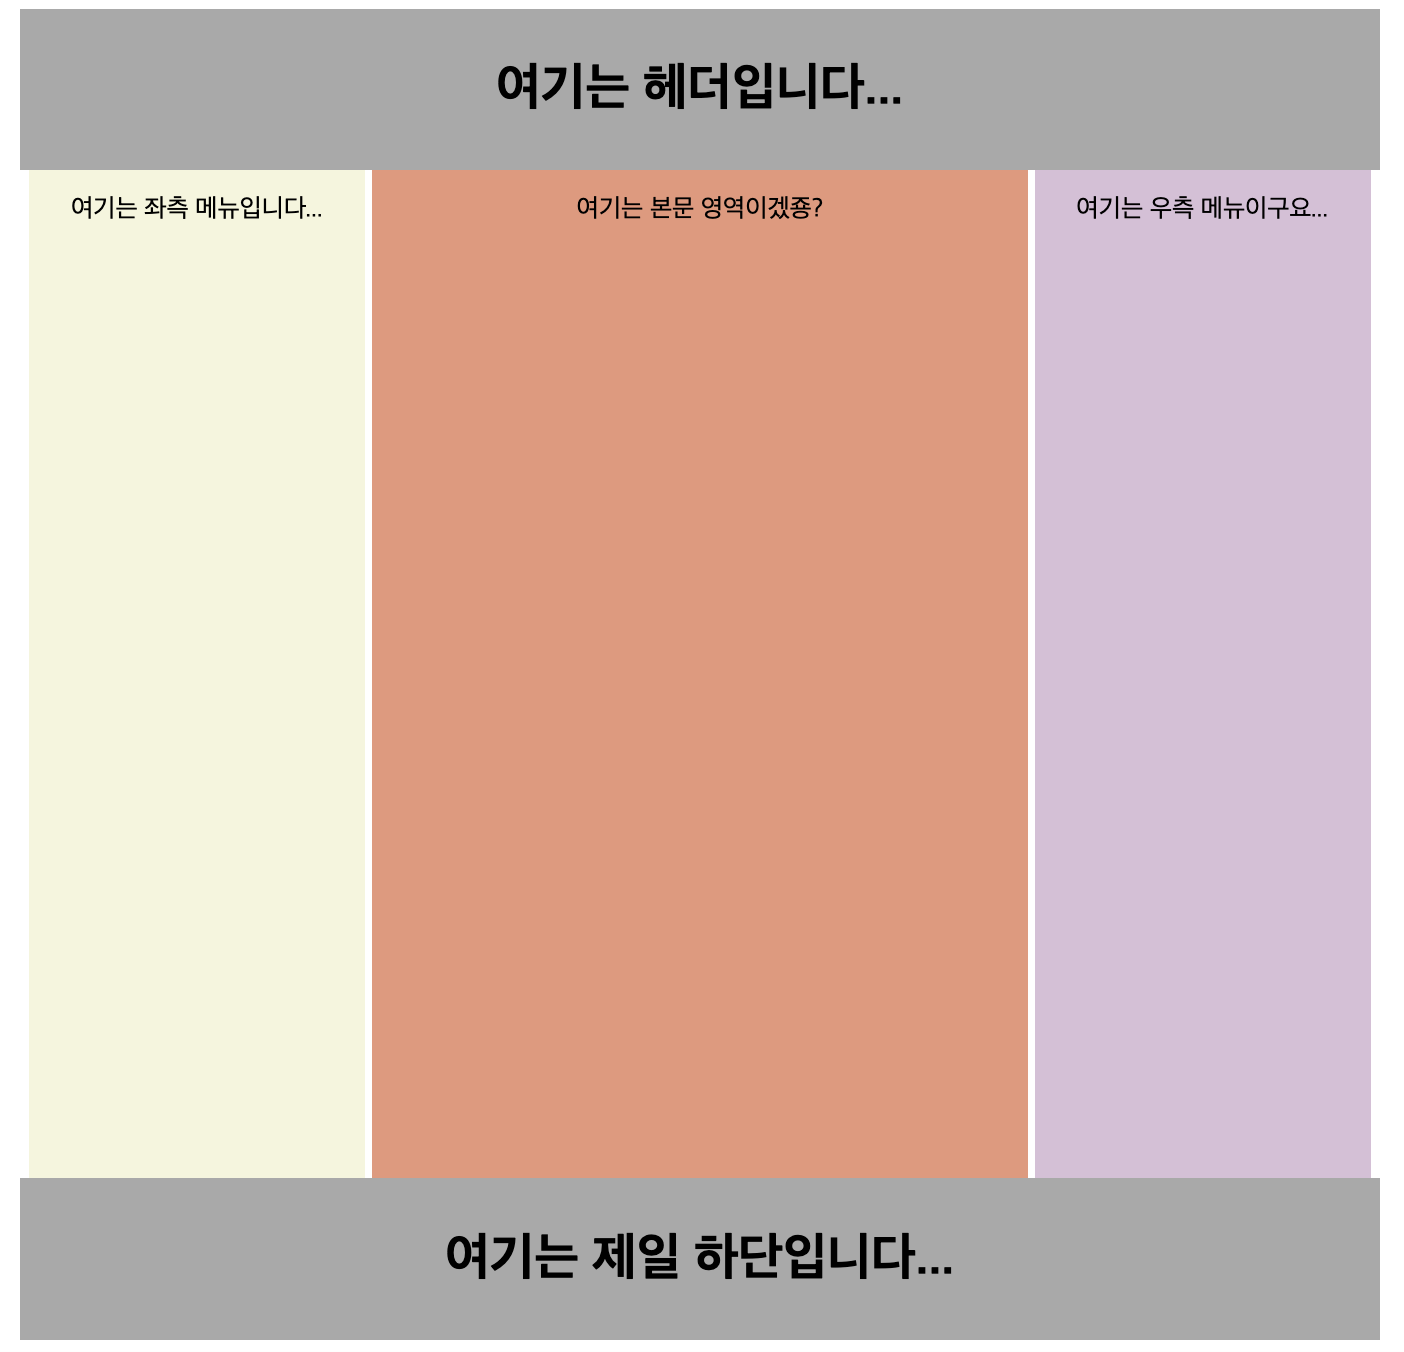 여기는 헤더입니다...
여기는 좌측 메뉴입니다...
여기는 본문 영역이겠죵?
여기는 우측 메뉴이구요...
여기는 제일 하단입니다...